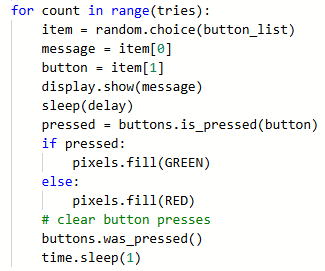 for count in range(tries):
    item = random.choice(button_list)
    message = item[0]
    button = item[1]
    display.show(message)
    sleep(delay)
    pressed = buttons.is_pressed(button)
    if pressed:
        pixels.fill(GREEN)
    else:
        pixels.fill(RED)
    # clear button presses
    buttons.was_pressed()
    time.sleep(1)